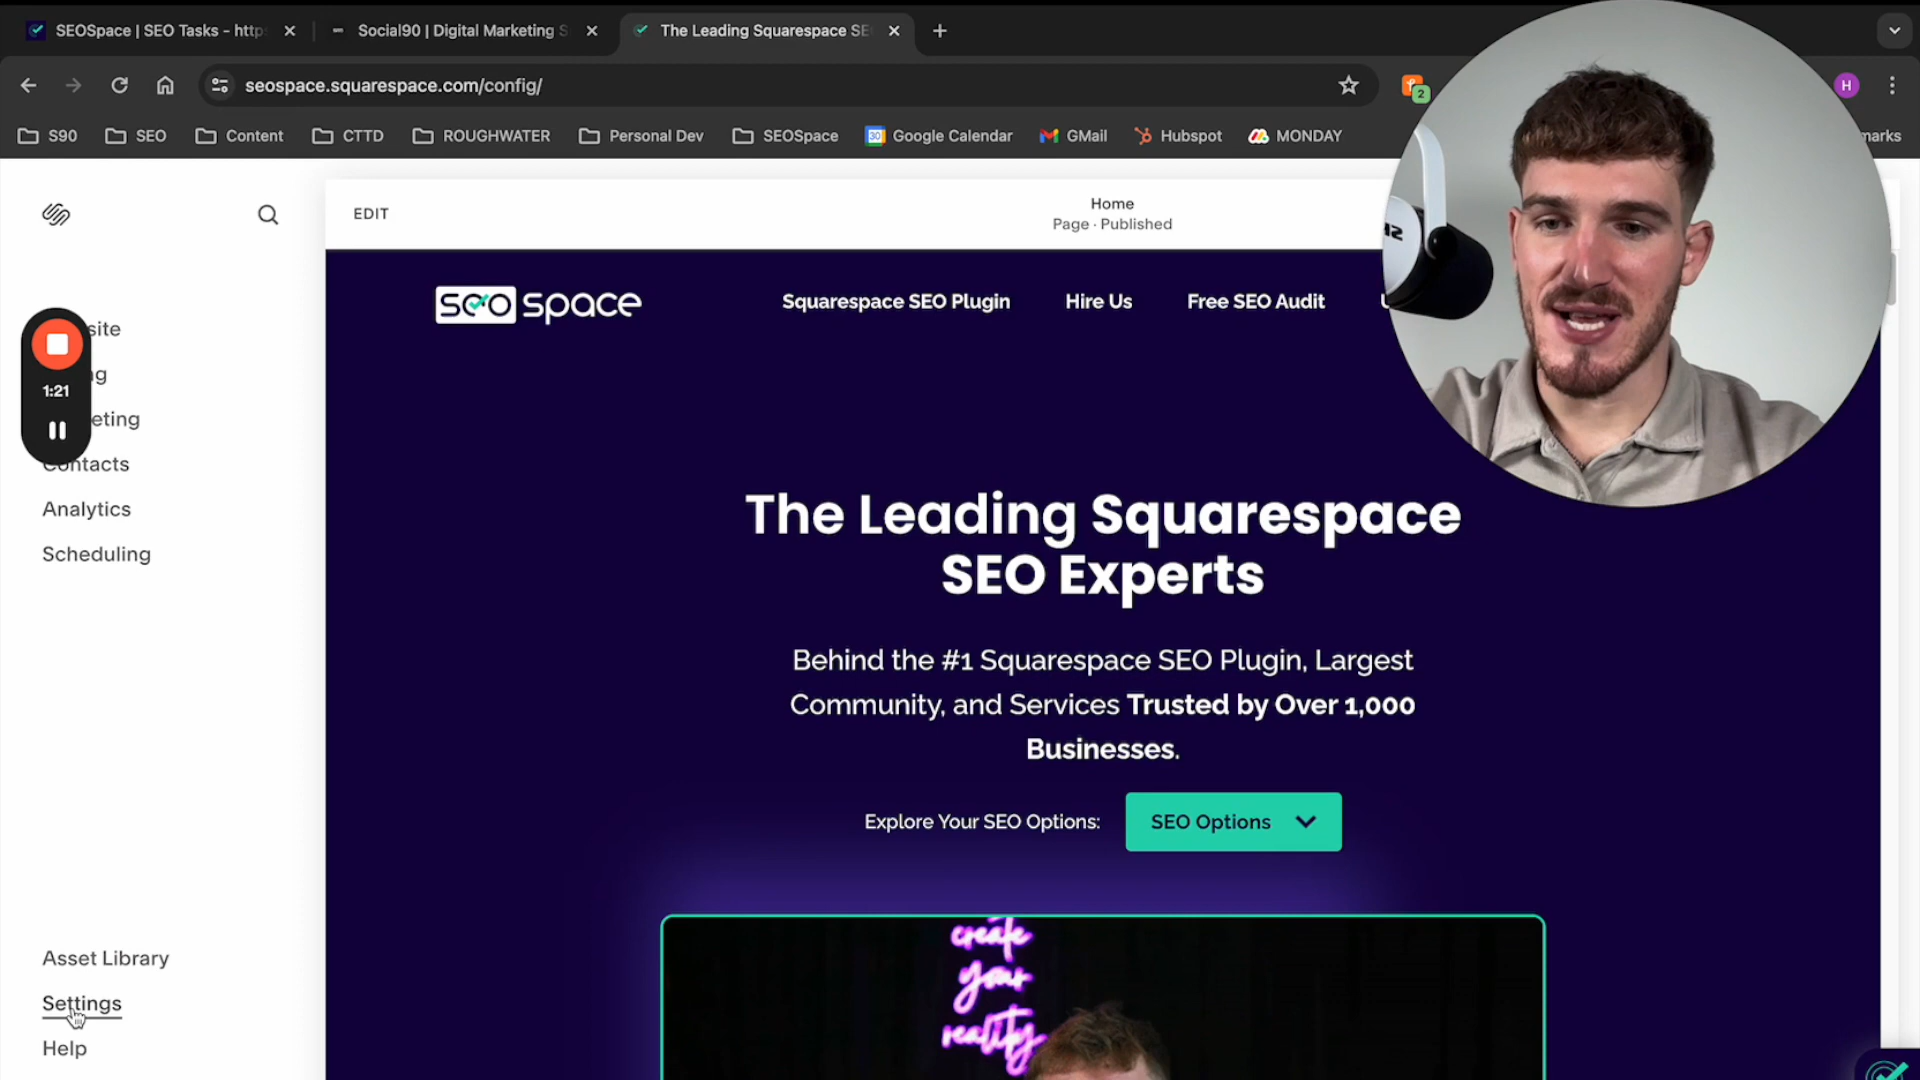 SEOSpace | SEO Tasks - http
Social90 | Digital Marketing S
The Leading Squarespace SE
seospace.squarespace.com/config/
2
H
S90
SEO
Content
CTTD
ROUGHWATER
Personal Dev
SEOSpace
30
Google Calendar
GMail
Hubspot
MONDAY
marks
EDIT
Home
Page · Published
seo space
Squarespace SEO Plugin
Hire Us
Free SEO Audit
site
1:21
g
eting
Contacts
Analytics
Scheduling
The Leading Squarespace
SEO Experts
Behind the #1 Squarespace SEO Plugin, Largest
Community, and Services Trusted by Over 1,000
Businesses.
Explore Your SEO Options:
SEO Options
create
your
reality
Asset Library
Settings
Help